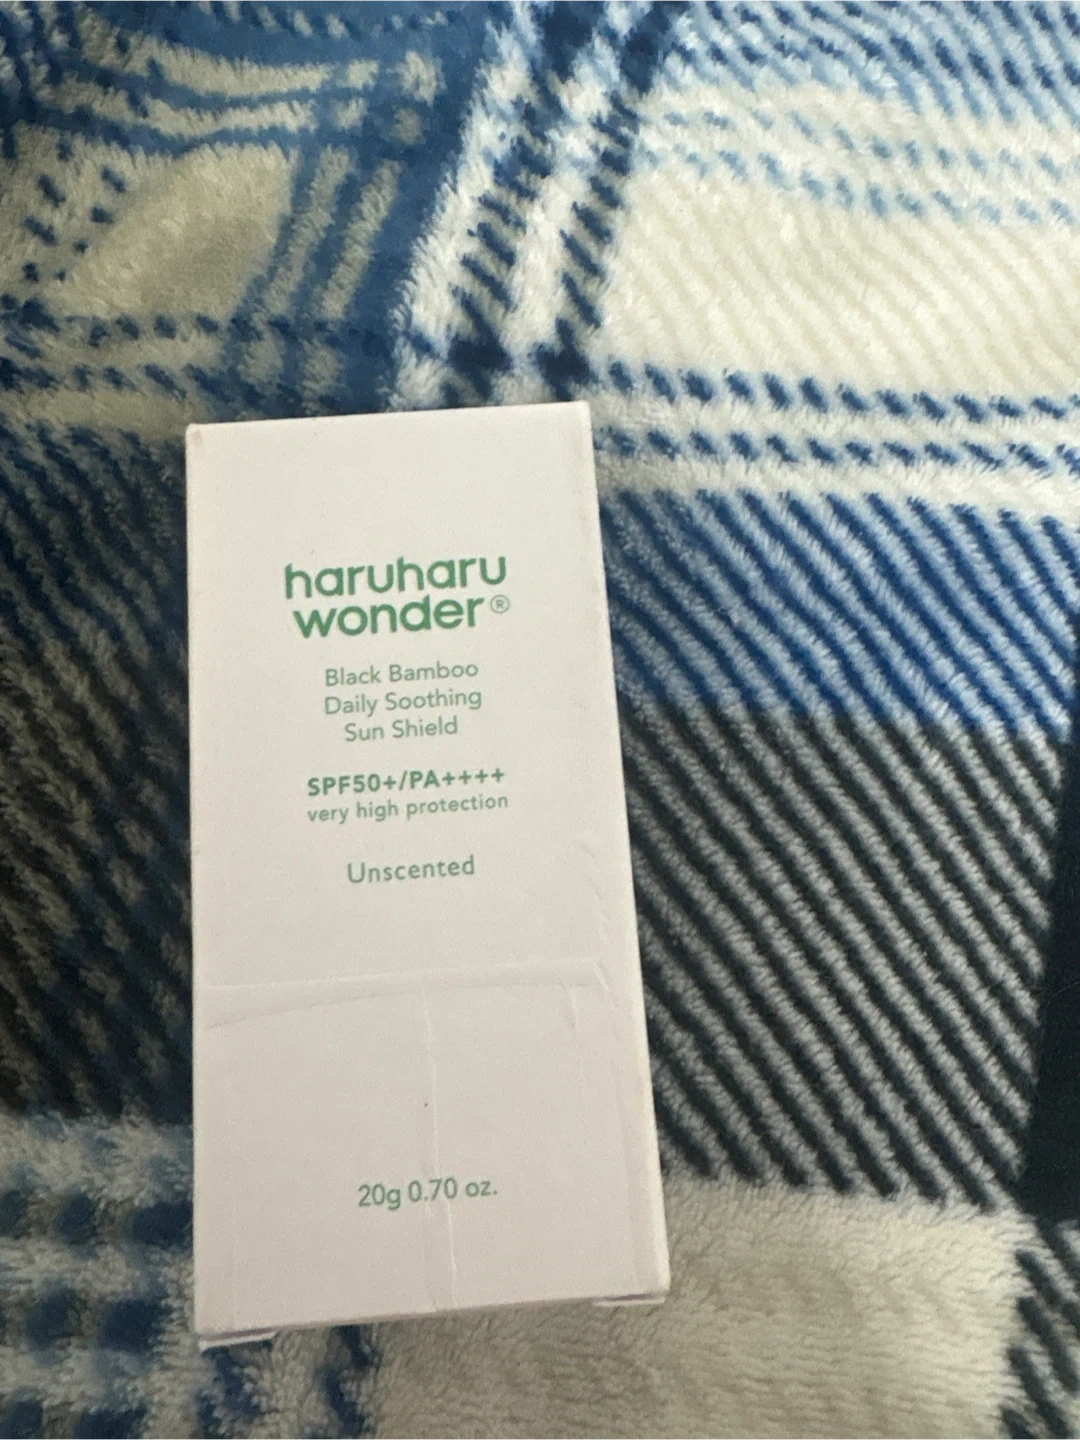 haruharu
wonder®
Black Bamboo
Daily Soothing
Sun Shield
SPF50+/PA++++
very high protection
Unscented
20g 0.70 oz.